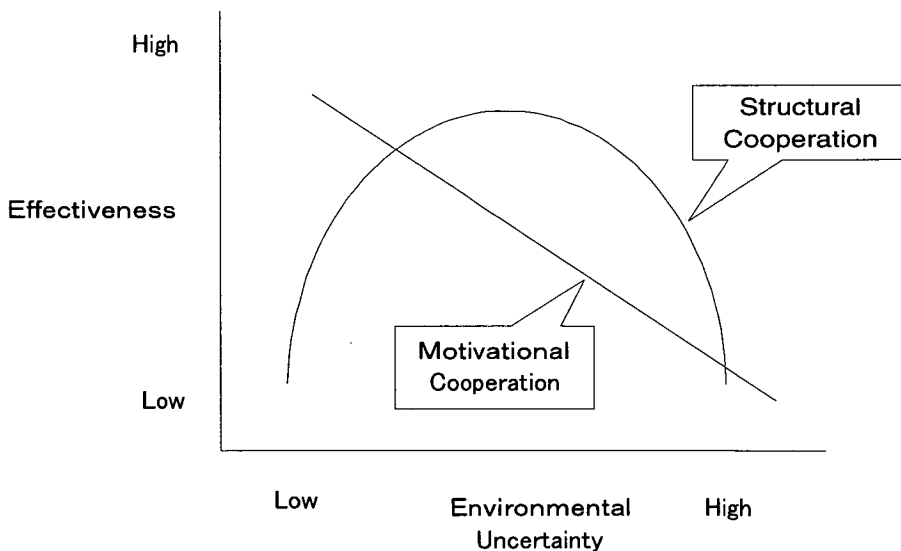 High
Structural
Cooperation
Effectiveness
Motivational
Cooperation
Low
Low
Environmental
Uncertainty
High